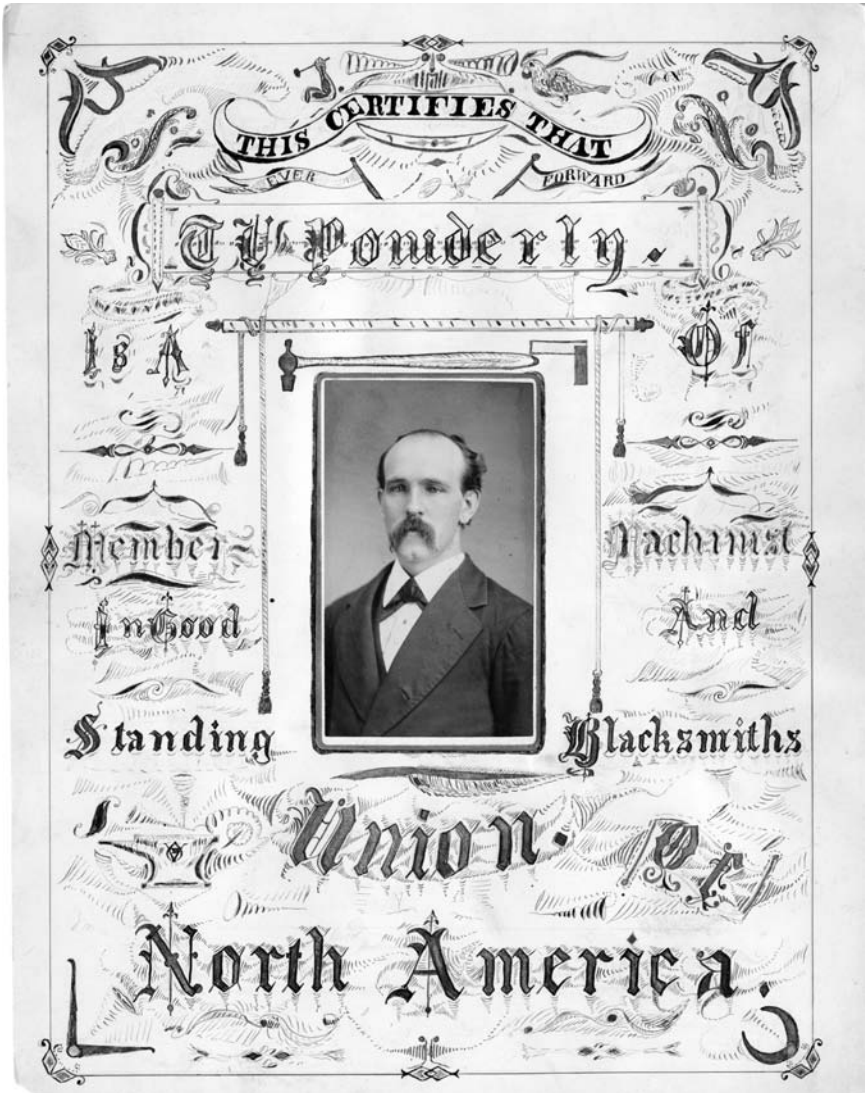 THIS CERTIFIES THAT
EVER FORWARD
TV Powderly.
Is A
Member
In Good
Standing
Of
Machinist
And
Blacksmiths
Union. Of
North America.